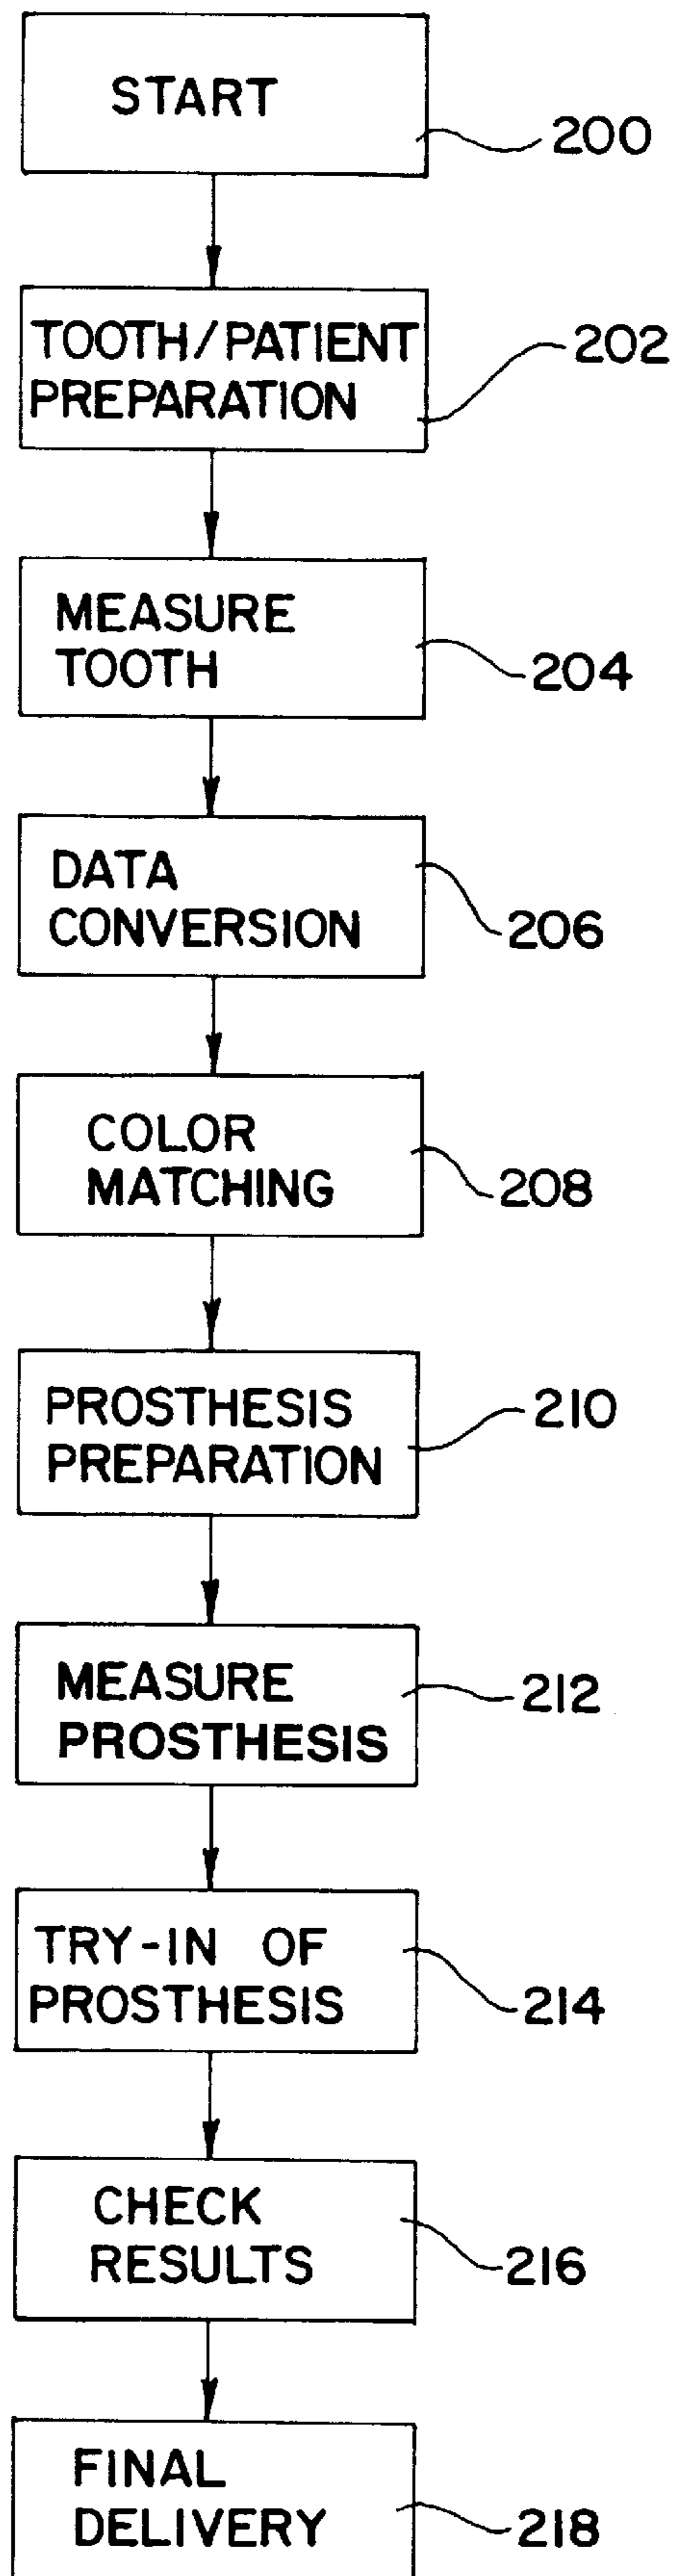 START
200
TOOTH/PATIENT
PREPARATION
202
MEASURE
TOOTH
204
DATA
CONVERSION
206
COLOR
MATCHING
208
PROSTHESIS
PREPARATION
210
MEASURE
PROSTHESIS
212
TRY-IN OF
PROSTHESIS
214
CHECK
RESULTS
216
FINAL
DELIVERY
218